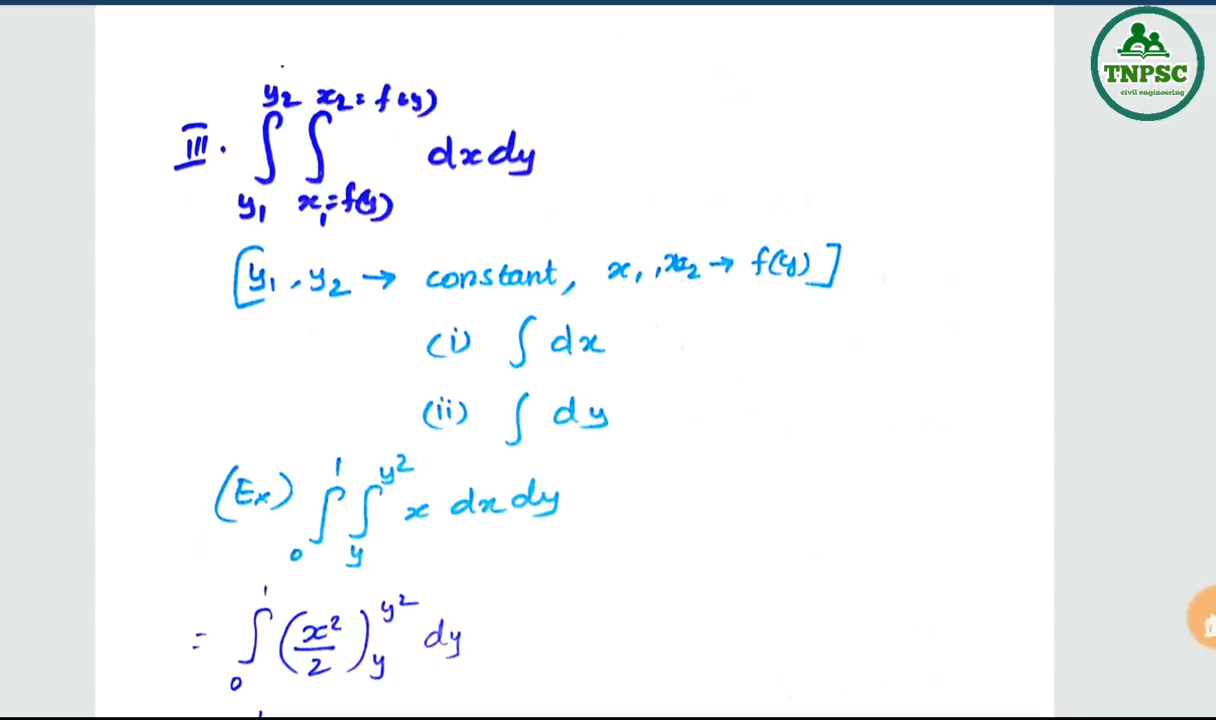 TNPSC
civil engineering
III. ∫_{y₁}^{y₂} ∫_{x₁=f(y)}^{x₂=f(y)} dx dy
[y₁, y₂ → constant, x₁, x₂ → f(y)]
(i) ∫ dx
(ii) ∫ dy
(Ex) ∫_0^1 ∫_y^{y²} x dx dy
= ∫_0^1 (x²/2)_y^{y²} dy